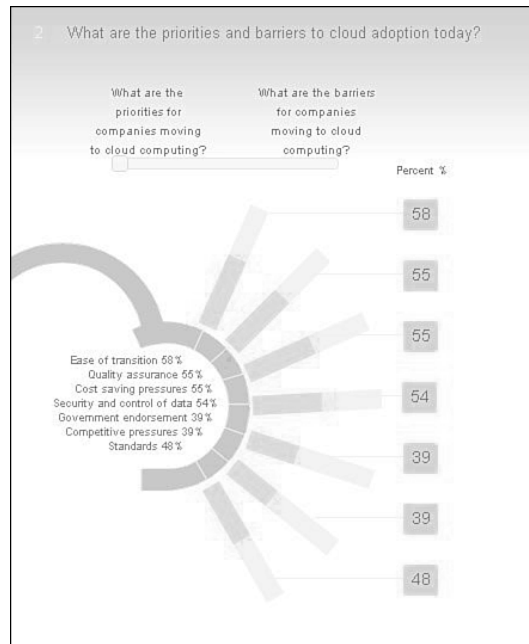 2 What are the priorities and barriers to cloud adoption today?
What are the
priorities for
companies moving
to cloud computing?
What are the barriers
for companies
moving to cloud
computing?
Percent %
58
55
55
54
39
39
48
Ease of transition 58%
Quality assurance 55%
Cost saving pressures 55%
Security and control of data 54%
Government endorsement 39%
Competitive pressures 39%
Standards 48%